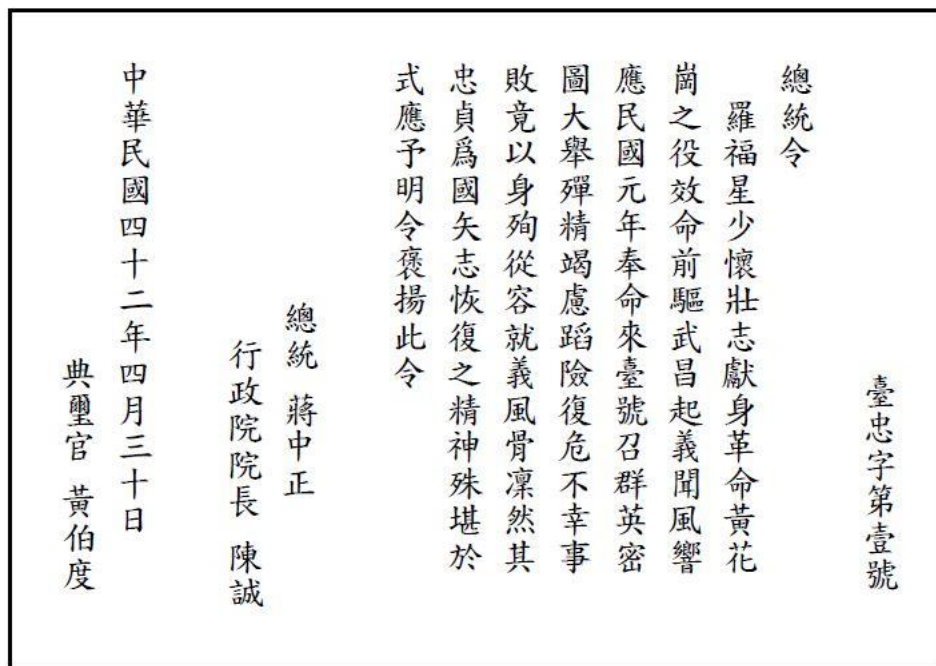 臺忠字第壹號
總統令
羅福星少懷壯志獻身革命黃花
崗之役效命前驅武昌起義聞風響
應民國元年奉命來臺號召群英密
圖大舉殫精竭慮蹈險復危不幸事
敗竟以身殉從容就義風骨凜然其
忠貞爲國矢志恢復之精神殊堪於
式應予明令褒揚此令
總統 蔣中正
行政院院長 陳誠
中華民國四十二年四月三十日
典璽官 黃伯度